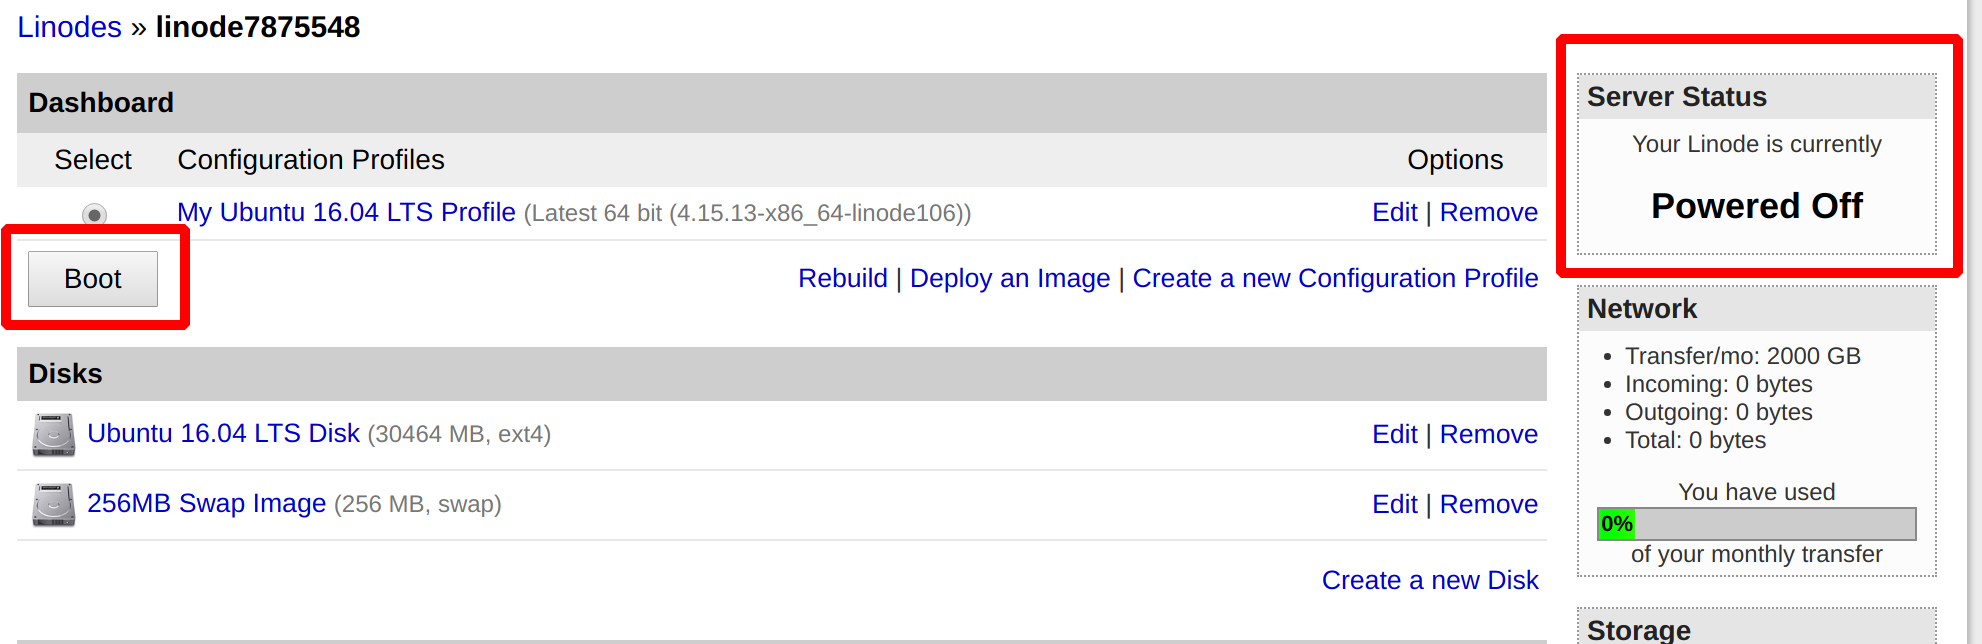 Linodes » linode7875548
Dashboard
Select Configuration Profiles Options
My Ubuntu 16.04 LTS Profile (Latest 64 bit (4.15.13-x86_64-linode106)) Edit | Remove
Boot Rebuild | Deploy an Image | Create a new Configuration Profile
Disks
Ubuntu 16.04 LTS Disk (30464 MB, ext4) Edit | Remove
256MB Swap Image (256 MB, swap) Edit | Remove
Create a new Disk
Server Status
Your Linode is currently
Powered Off
Network
• Transfer/mo: 2000 GB
• Incoming: 0 bytes
• Outgoing: 0 bytes
• Total: 0 bytes
You have used
0%
of your monthly transfer
Storage